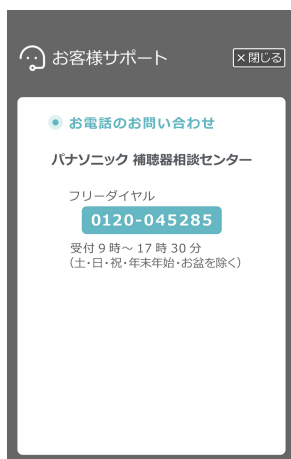 お客様サポート
×閉じる
お電話のお問い合わせ
パナソニック 補聴器相談センター
フリーダイヤル
0120-045285
受付 9 時～ 17 時 30 分
(土・日・祝・年末年始・お盆を除く)